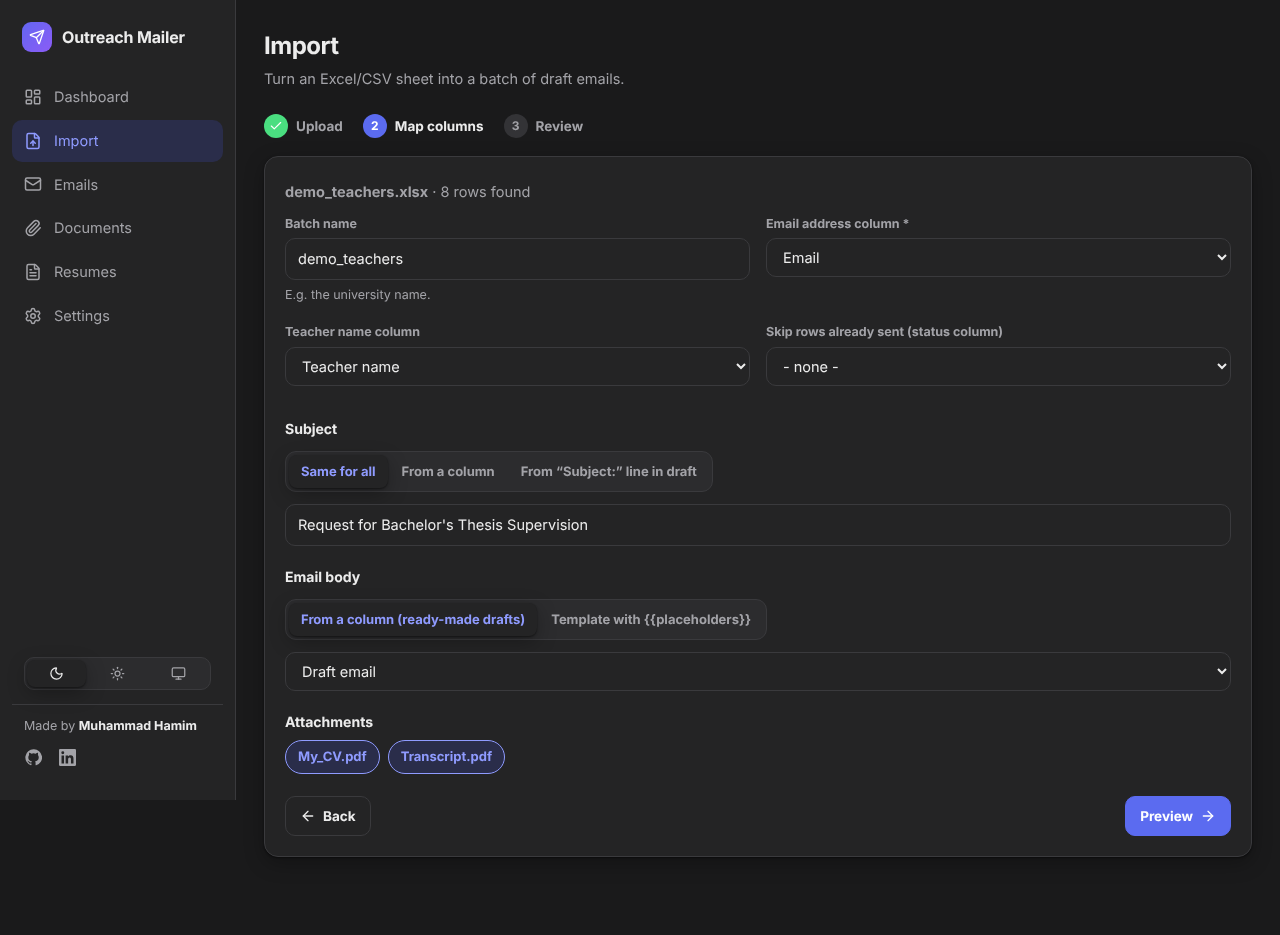 Outreach Mailer
Dashboard
Import
Emails
Documents
Resumes
Settings
Made by Muhammad Hamim
Import
Turn an Excel/CSV sheet into a batch of draft emails.
Upload
2 Map columns
3 Review
demo_teachers.xlsx · 8 rows found
Batch name
demo_teachers
E.g. the university name.
Email address column *
Email
Teacher name column
Teacher name
Skip rows already sent (status column)
- none -
Subject
Same for all From a column From “Subject:” line in draft
Request for Bachelor's Thesis Supervision
Email body
From a column (ready-made drafts) Template with {{placeholders}}
Draft email
Attachments
My_CV.pdf Transcript.pdf
Back
Preview